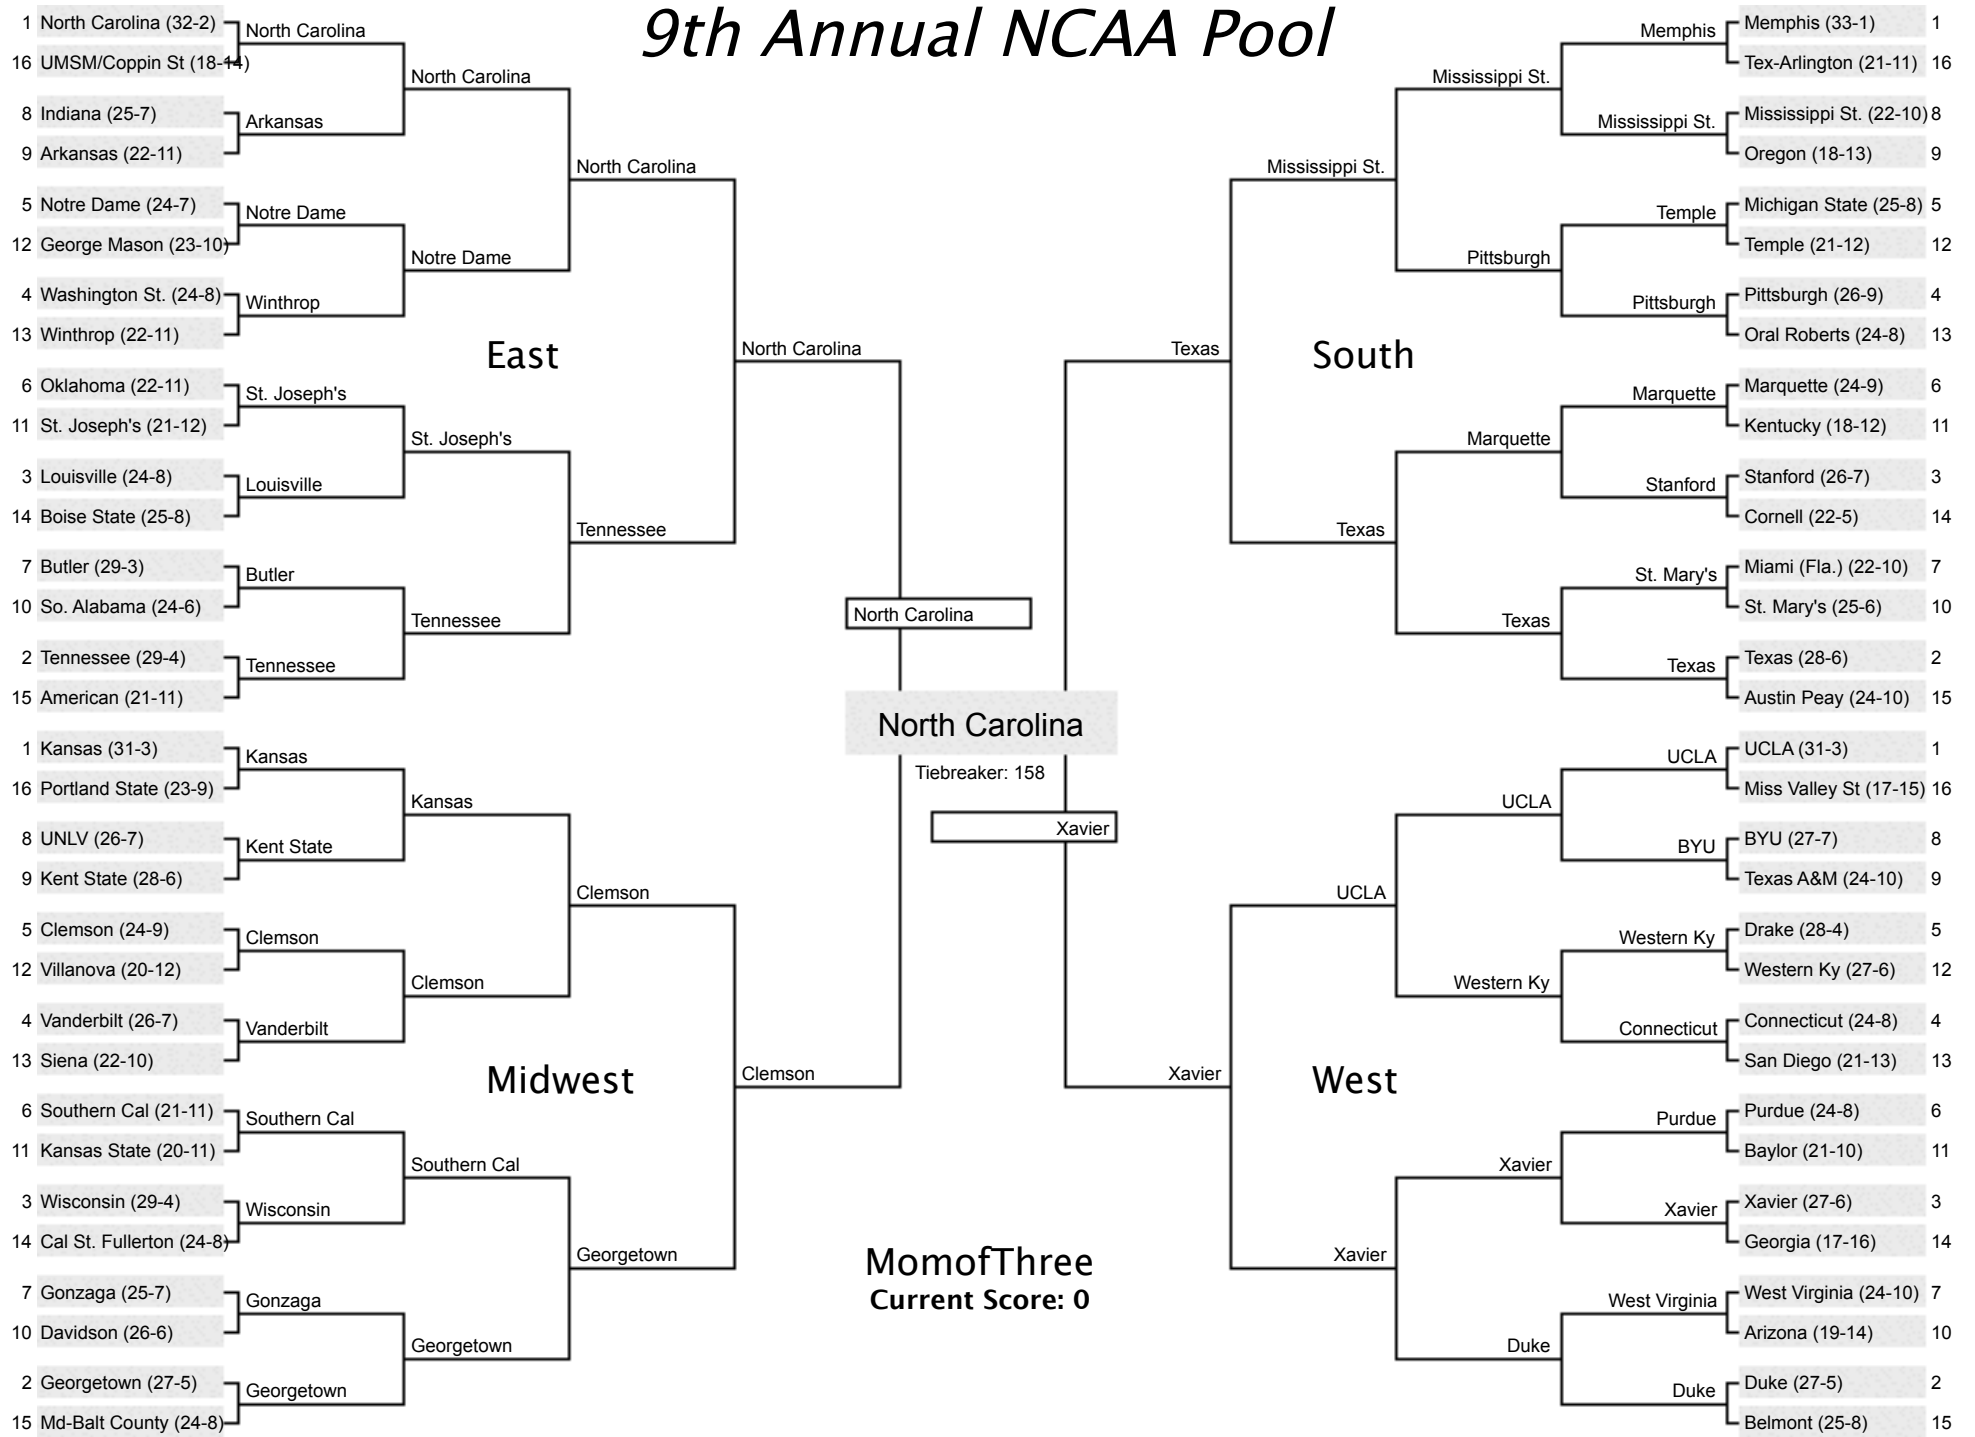 9th Annual NCAA Pool
1 North Carolina (32-2)
16 UMSM/Coppin St (18-14)
8 Indiana (25-7)
9 Arkansas (22-11)
5 Notre Dame (24-7)
12 George Mason (23-10)
4 Washington St. (24-8)
13 Winthrop (22-11)
6 Oklahoma (22-11)
11 St. Joseph's (21-12)
3 Louisville (24-8)
14 Boise State (25-8)
7 Butler (29-3)
10 So. Alabama (24-6)
2 Tennessee (29-4)
15 American (21-11)
North Carolina
Arkansas
Notre Dame
Winthrop
St. Joseph's
Louisville
Butler
Tennessee
North Carolina
Notre Dame
St. Joseph's
Tennessee
North Carolina
Tennessee
East
North Carolina
1 Kansas (31-3)
16 Portland State (23-9)
8 UNLV (26-7)
9 Kent State (28-6)
5 Clemson (24-9)
12 Villanova (20-12)
4 Vanderbilt (26-7)
13 Siena (22-10)
6 Southern Cal (21-11)
11 Kansas State (20-11)
3 Wisconsin (29-4)
14 Cal St. Fullerton (24-8)
7 Gonzaga (25-7)
10 Davidson (26-6)
2 Georgetown (27-5)
15 Md-Balt County (24-8)
Kansas
Kent State
Clemson
Vanderbilt
Southern Cal
Wisconsin
Gonzaga
Georgetown
Kansas
Clemson
Southern Cal
Georgetown
Clemson
Georgetown
Midwest
Clemson
North Carolina
North Carolina
Tiebreaker: 158
Xavier
MomofThree
Current Score: 0
Memphis (33-1) 1
Tex-Arlington (21-11) 16
Mississippi St. (22-10) 8
Oregon (18-13) 9
Michigan State (25-8) 5
Temple (21-12) 12
Pittsburgh (26-9) 4
Oral Roberts (24-8) 13
Marquette (24-9) 6
Kentucky (18-12) 11
Stanford (26-7) 3
Cornell (22-5) 14
Miami (Fla.) (22-10) 7
St. Mary's (25-6) 10
Texas (28-6) 2
Austin Peay (24-10) 15
Memphis
Mississippi St.
Temple
Pittsburgh
Marquette
Stanford
St. Mary's
Texas
Mississippi St.
Pittsburgh
Marquette
Texas
Mississippi St.
Texas
South
Texas
UCLA (31-3) 1
Miss Valley St (17-15) 16
BYU (27-7) 8
Texas A&M (24-10) 9
Drake (28-4) 5
Western Ky (27-6) 12
Connecticut (24-8) 4
San Diego (21-13) 13
Purdue (24-8) 6
Baylor (21-10) 11
Xavier (27-6) 3
Georgia (17-16) 14
West Virginia (24-10) 7
Arizona (19-14) 10
Duke (27-5) 2
Belmont (25-8) 15
UCLA
BYU
Western Ky
Connecticut
Purdue
Xavier
West Virginia
Duke
UCLA
Western Ky
Xavier
Duke
UCLA
Xavier
West
Xavier